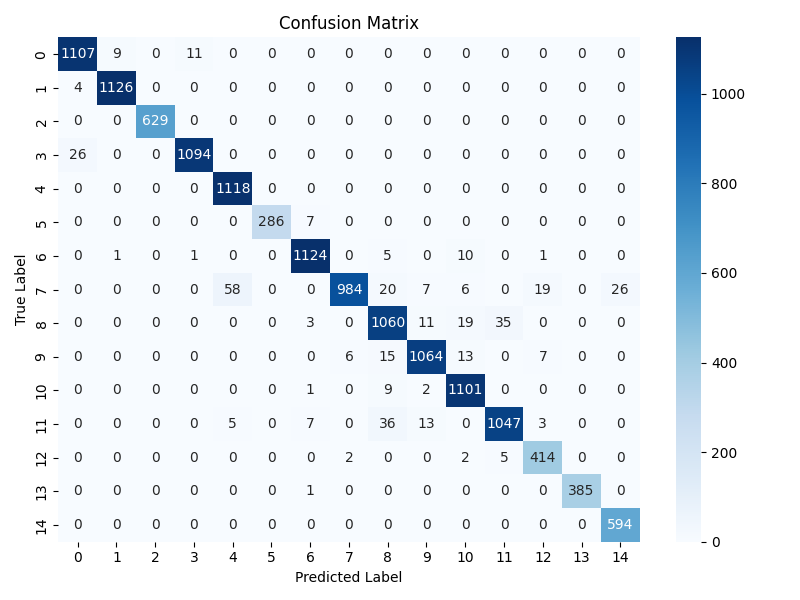 Confusion Matrix
0 1107 9 0 11 0 0 0 0 0 0 0 0 0 0 0
1 4 1126 0 0 0 0 0 0 0 0 0 0 0 0 0
2 0 0 629 0 0 0 0 0 0 0 0 0 0 0 0
3 26 0 0 1094 0 0 0 0 0 0 0 0 0 0 0
4 0 0 0 0 1118 0 0 0 0 0 0 0 0 0 0
5 0 0 0 0 0 286 7 0 0 0 0 0 0 0 0
6 0 1 0 1 0 0 1124 0 5 0 10 0 1 0 0
7 0 0 0 0 58 0 0 984 20 7 6 0 19 0 26
8 0 0 0 0 0 0 3 0 1060 11 19 35 0 0 0
9 0 0 0 0 0 0 0 6 15 1064 13 0 7 0 0
10 0 0 0 0 0 0 1 0 9 2 1101 0 0 0 0
11 0 0 0 0 5 0 7 0 36 13 0 1047 3 0 0
12 0 0 0 0 0 0 0 2 0 0 2 5 414 0 0
13 0 0 0 0 0 0 1 0 0 0 0 0 0 385 0
14 0 0 0 0 0 0 0 0 0 0 0 0 0 0 594
0 1 2 3 4 5 6 7 8 9 10 11 12 13 14
Predicted Label
True Label
1000
800
600
400
200
0